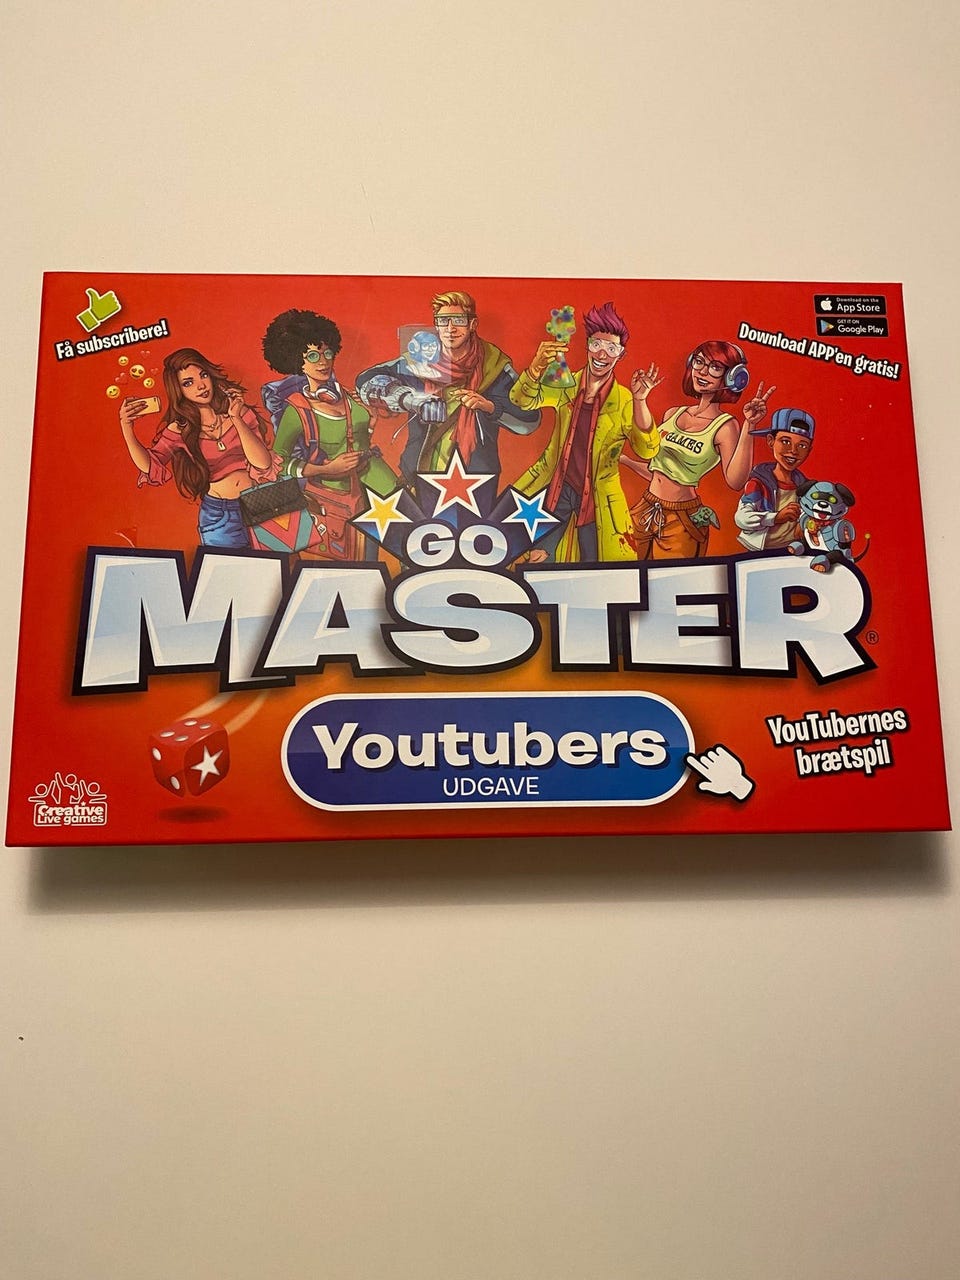 Få subscribere!
Download on the
App Store
GET IT ON
Google Play
Download APP'en gratis!
GAMES
GO
MASTER®
Youtubers
UDGAVE
YouTubernes
brætspil
Creative
Live games